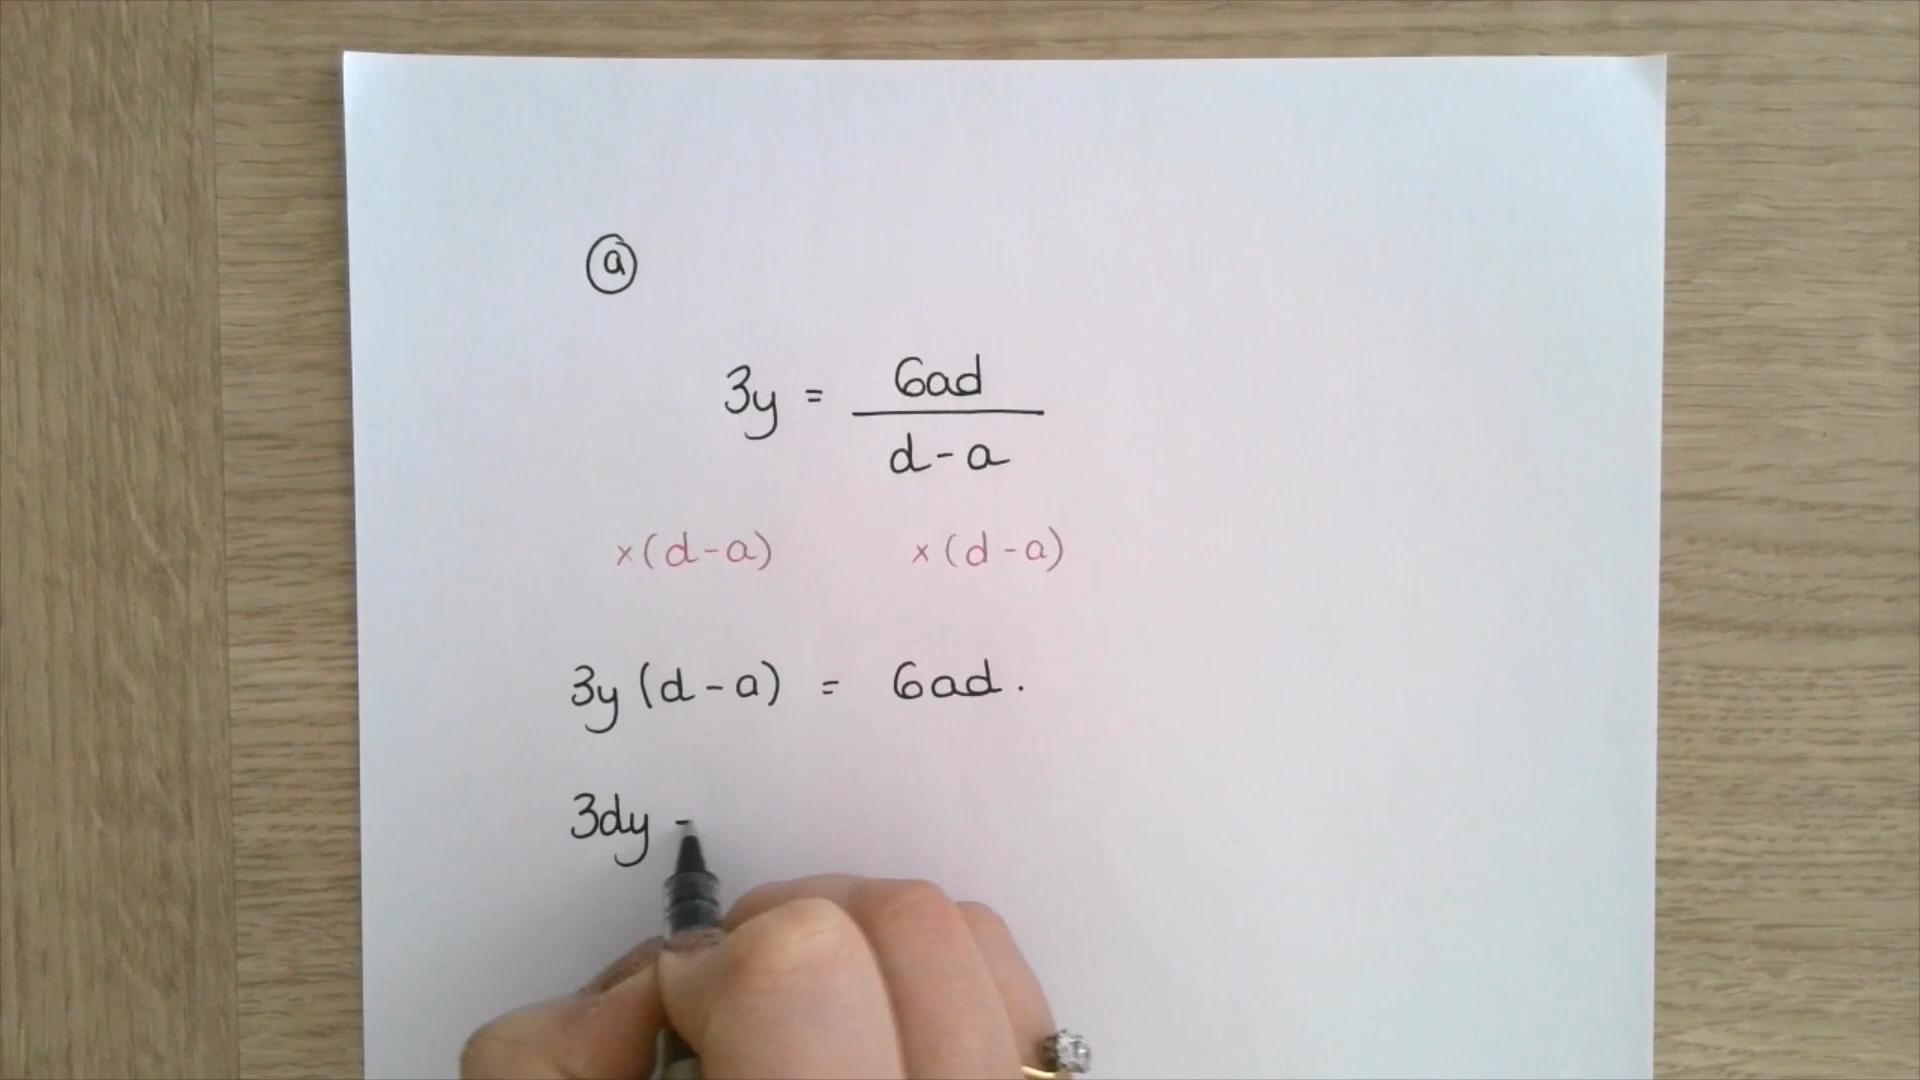 a
3y = 6ad / d - a
×(d-a) ×(d-a)
3y (d-a) = 6ad.
3dy -